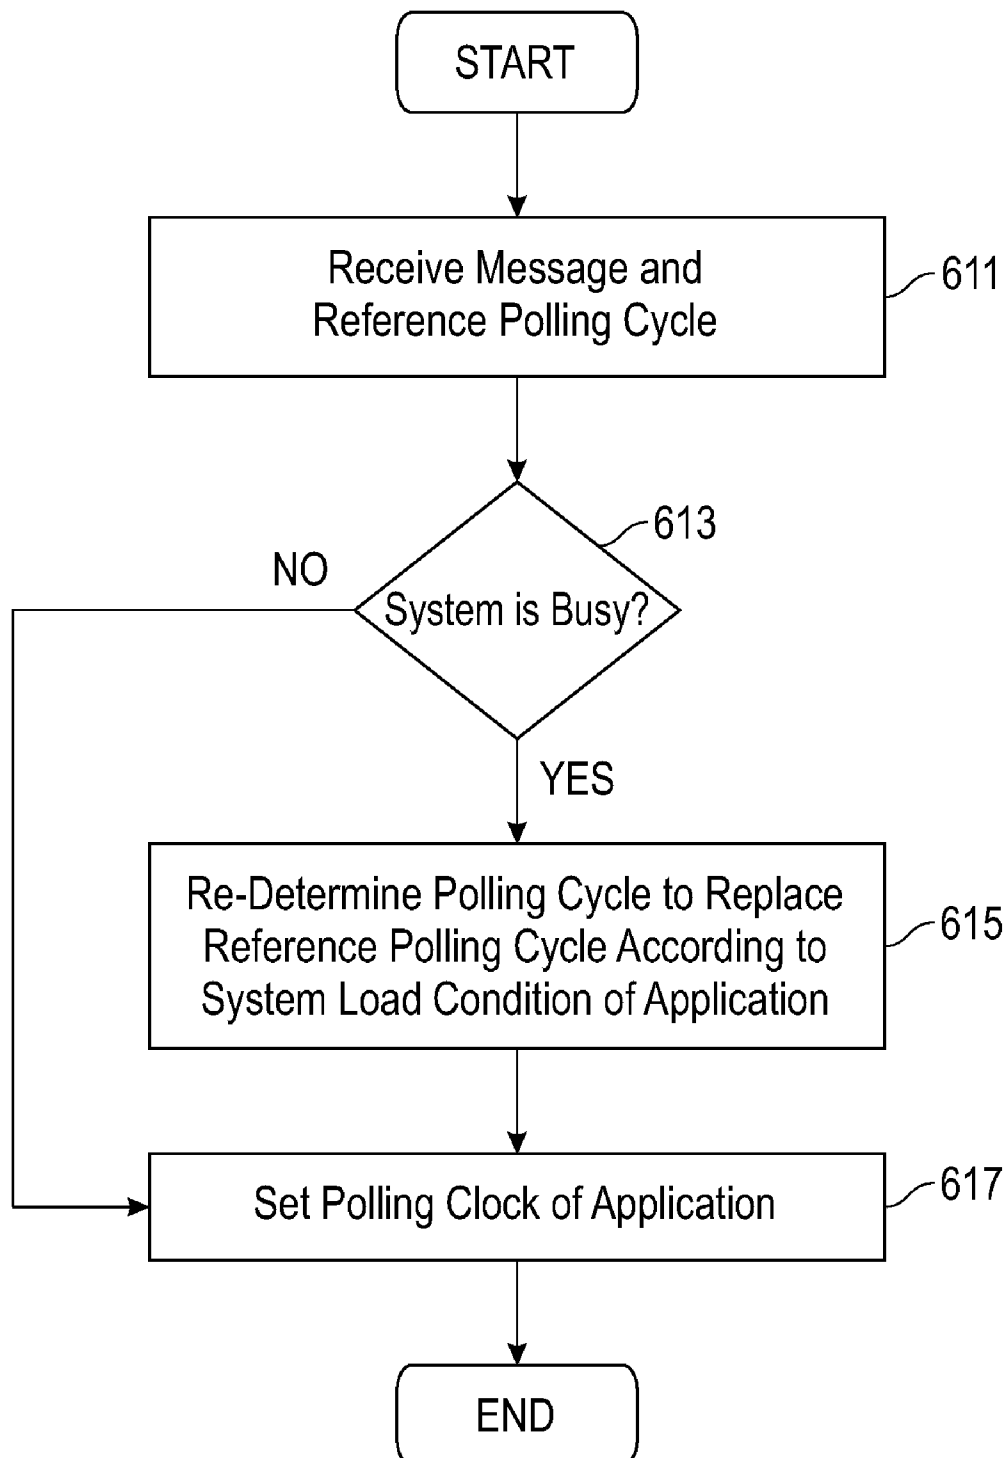 START
Receive Message and
Reference Polling Cycle
611
613
NO
System is Busy?
YES
Re-Determine Polling Cycle to Replace
Reference Polling Cycle According to
System Load Condition of Application
615
Set Polling Clock of Application
617
END